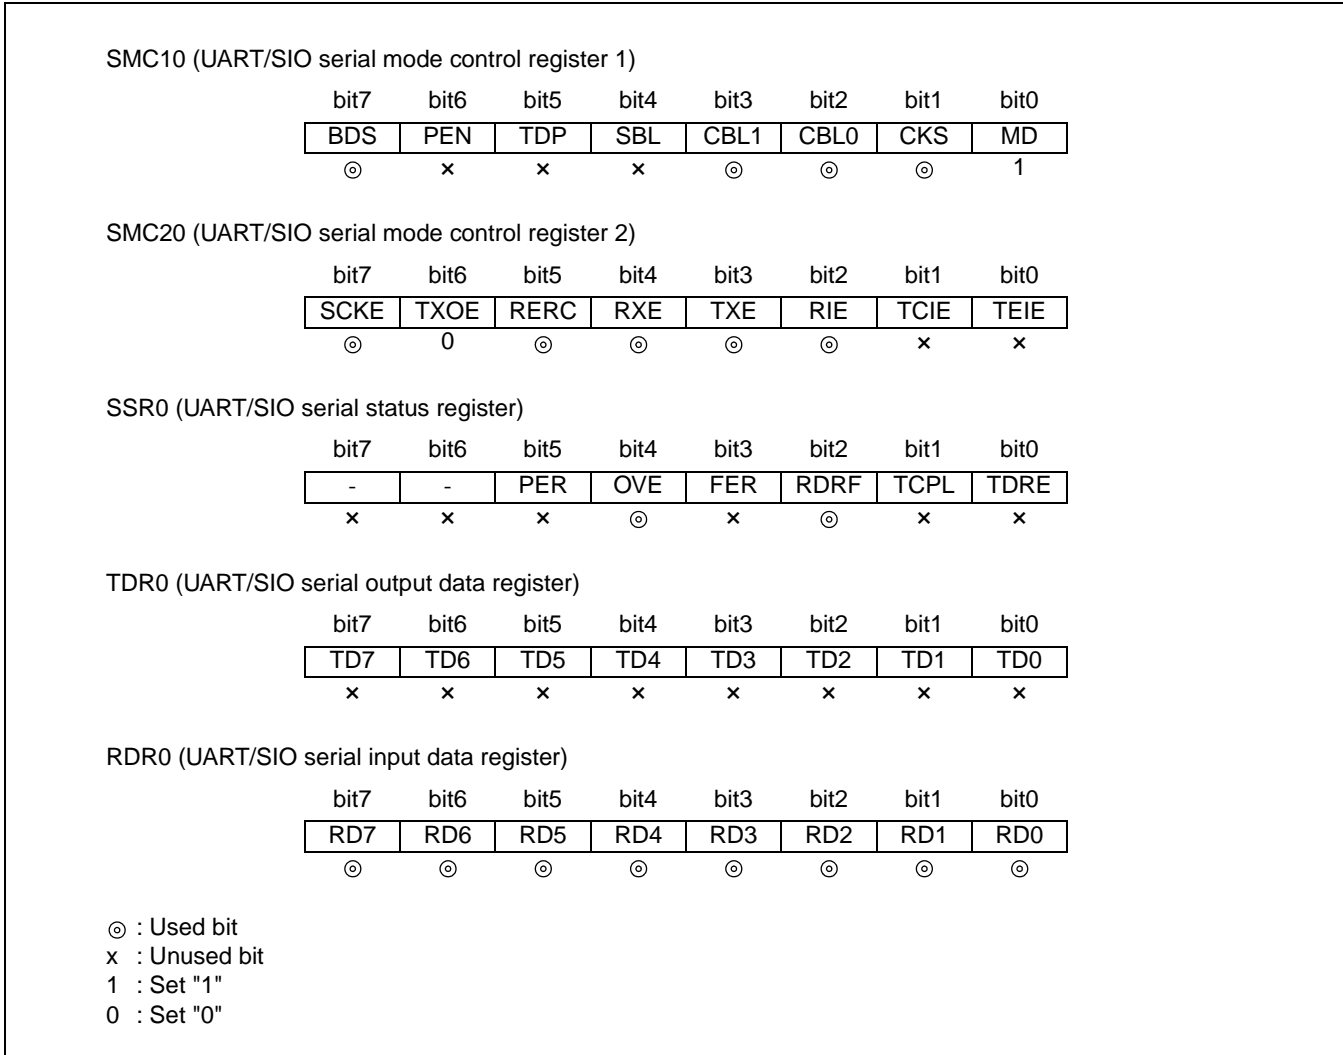 SMC10 (UART/SIO serial mode control register 1)
bit7 bit6 bit5 bit4 bit3 bit2 bit1 bit0
BDS PEN TDP SBL CBL1 CBL0 CKS MD
◎ × × × ◎ ◎ ◎ 1
SMC20 (UART/SIO serial mode control register 2)
bit7 bit6 bit5 bit4 bit3 bit2 bit1 bit0
SCKE TXOE RERC RXE TXE RIE TCIE TEIE
◎ 0 ◎ ◎ ◎ ◎ × ×
SSR0 (UART/SIO serial status register)
bit7 bit6 bit5 bit4 bit3 bit2 bit1 bit0
- - PER OVE FER RDRF TCPL TDRE
× × × ◎ × ◎ × ×
TDR0 (UART/SIO serial output data register)
bit7 bit6 bit5 bit4 bit3 bit2 bit1 bit0
TD7 TD6 TD5 TD4 TD3 TD2 TD1 TD0
× × × × × × × ×
RDR0 (UART/SIO serial input data register)
bit7 bit6 bit5 bit4 bit3 bit2 bit1 bit0
RD7 RD6 RD5 RD4 RD3 RD2 RD1 RD0
◎ ◎ ◎ ◎ ◎ ◎ ◎ ◎
◎ : Used bit
x : Unused bit
1 : Set "1"
0 : Set "0"